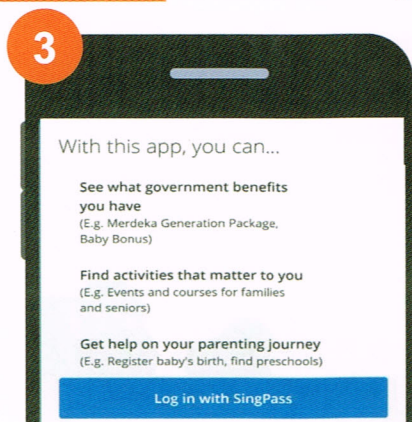 3
With this app, you can...
See what government benefits
you have
(E.g. Merdeka Generation Package,
Baby Bonus)
Find activities that matter to you
(E.g. Events and courses for families
and seniors)
Get help on your parenting journey
(E.g. Register baby's birth, find preschools)
Log in with SingPass